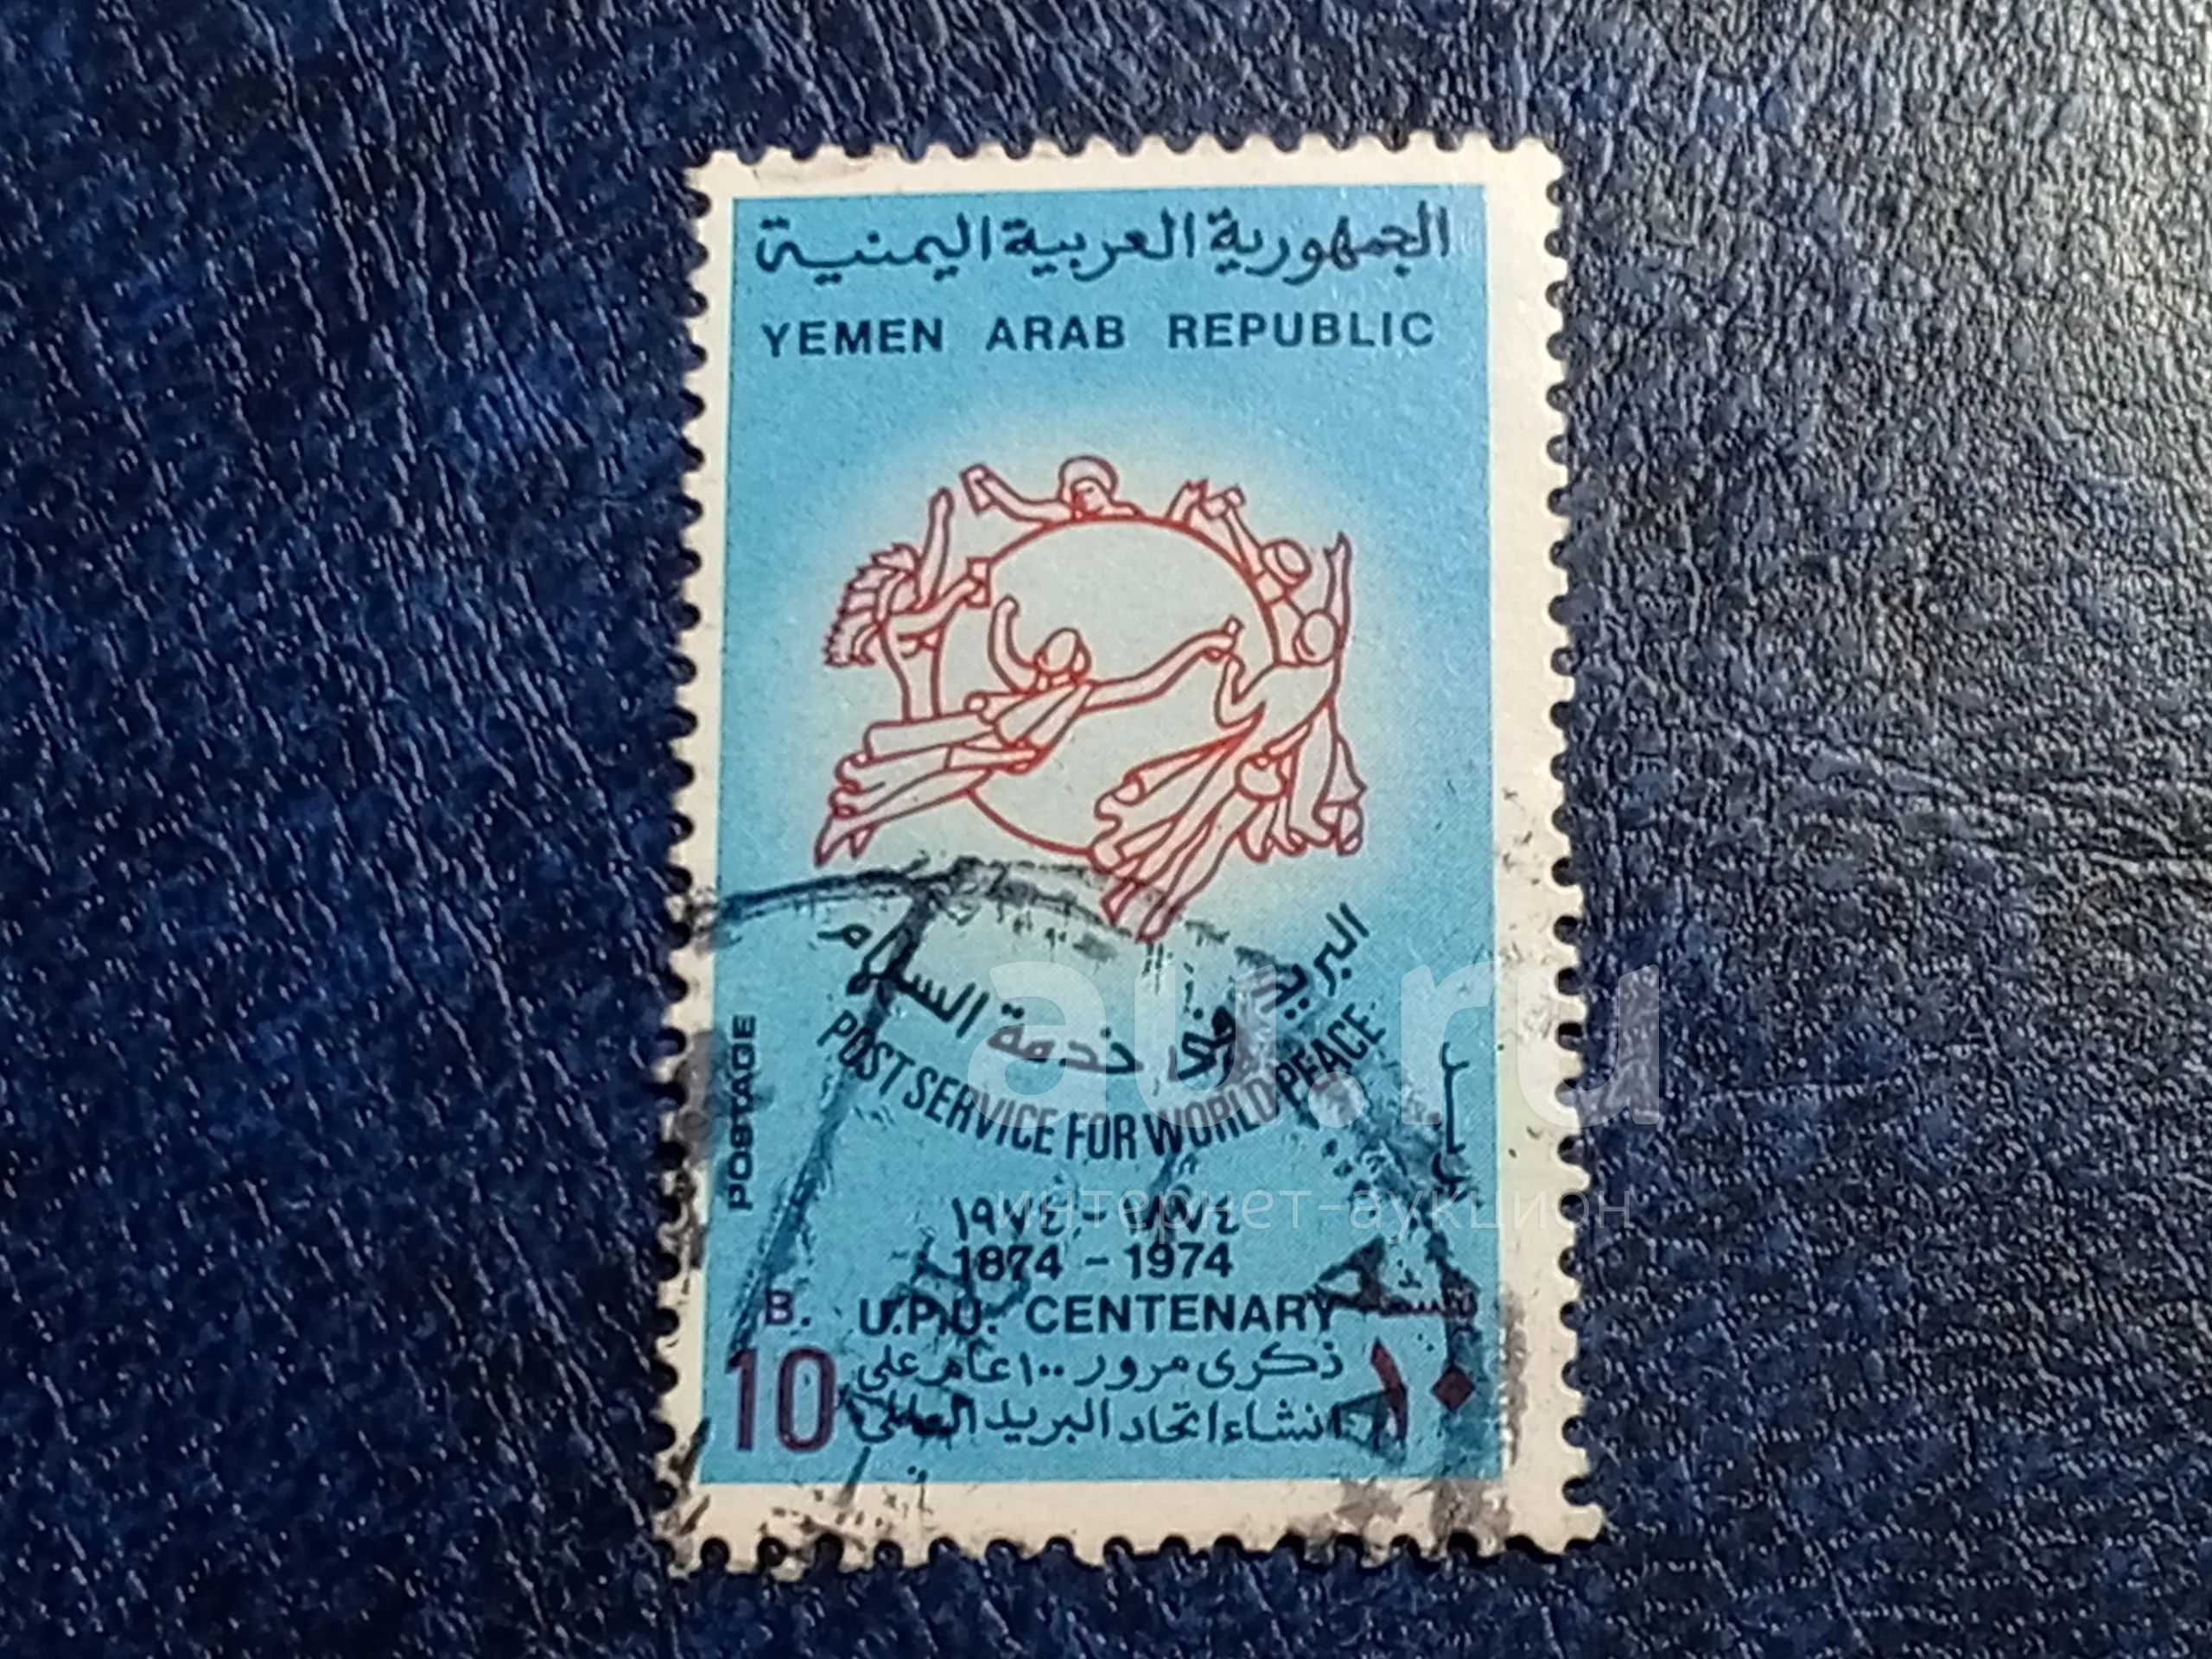 الجمهورية العربية اليمنية
YEMEN ARAB REPUBLIC
البريد في خدمة السلام
POST SERVICE FOR WORLD PEACE
POSTAGE
بريد
١٩٧٤ - ١٨٧٤
1874 - 1974
B. U.P.U. CENTENARY
10 ذكرى مرور ١٠٠ عام على ١٠
انشاء اتحاد البريد العالمي
au.ru
интернет-аукцион